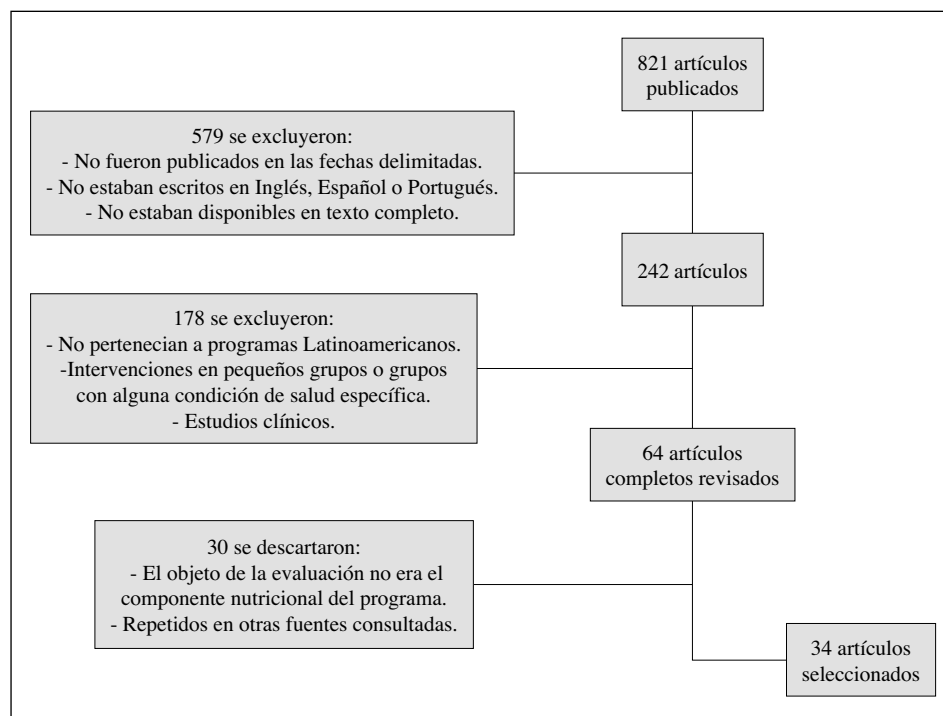 821 artículos
publicados
579 se excluyeron:
- No fueron publicados en las fechas delimitadas.
- No estaban escritos en Inglés, Español o Portugués.
- No estaban disponibles en texto completo.
242 artículos
178 se excluyeron:
- No pertenecian a programas Latinoamericanos.
-Intervenciones en pequeños grupos o grupos
con alguna condición de salud específica.
- Estudios clínicos.
64 artículos
completos revisados
30 se descartaron:
- El objeto de la evaluación no era el
componente nutricional del programa.
- Repetidos en otras fuentes consultadas.
34 artículos
seleccionados